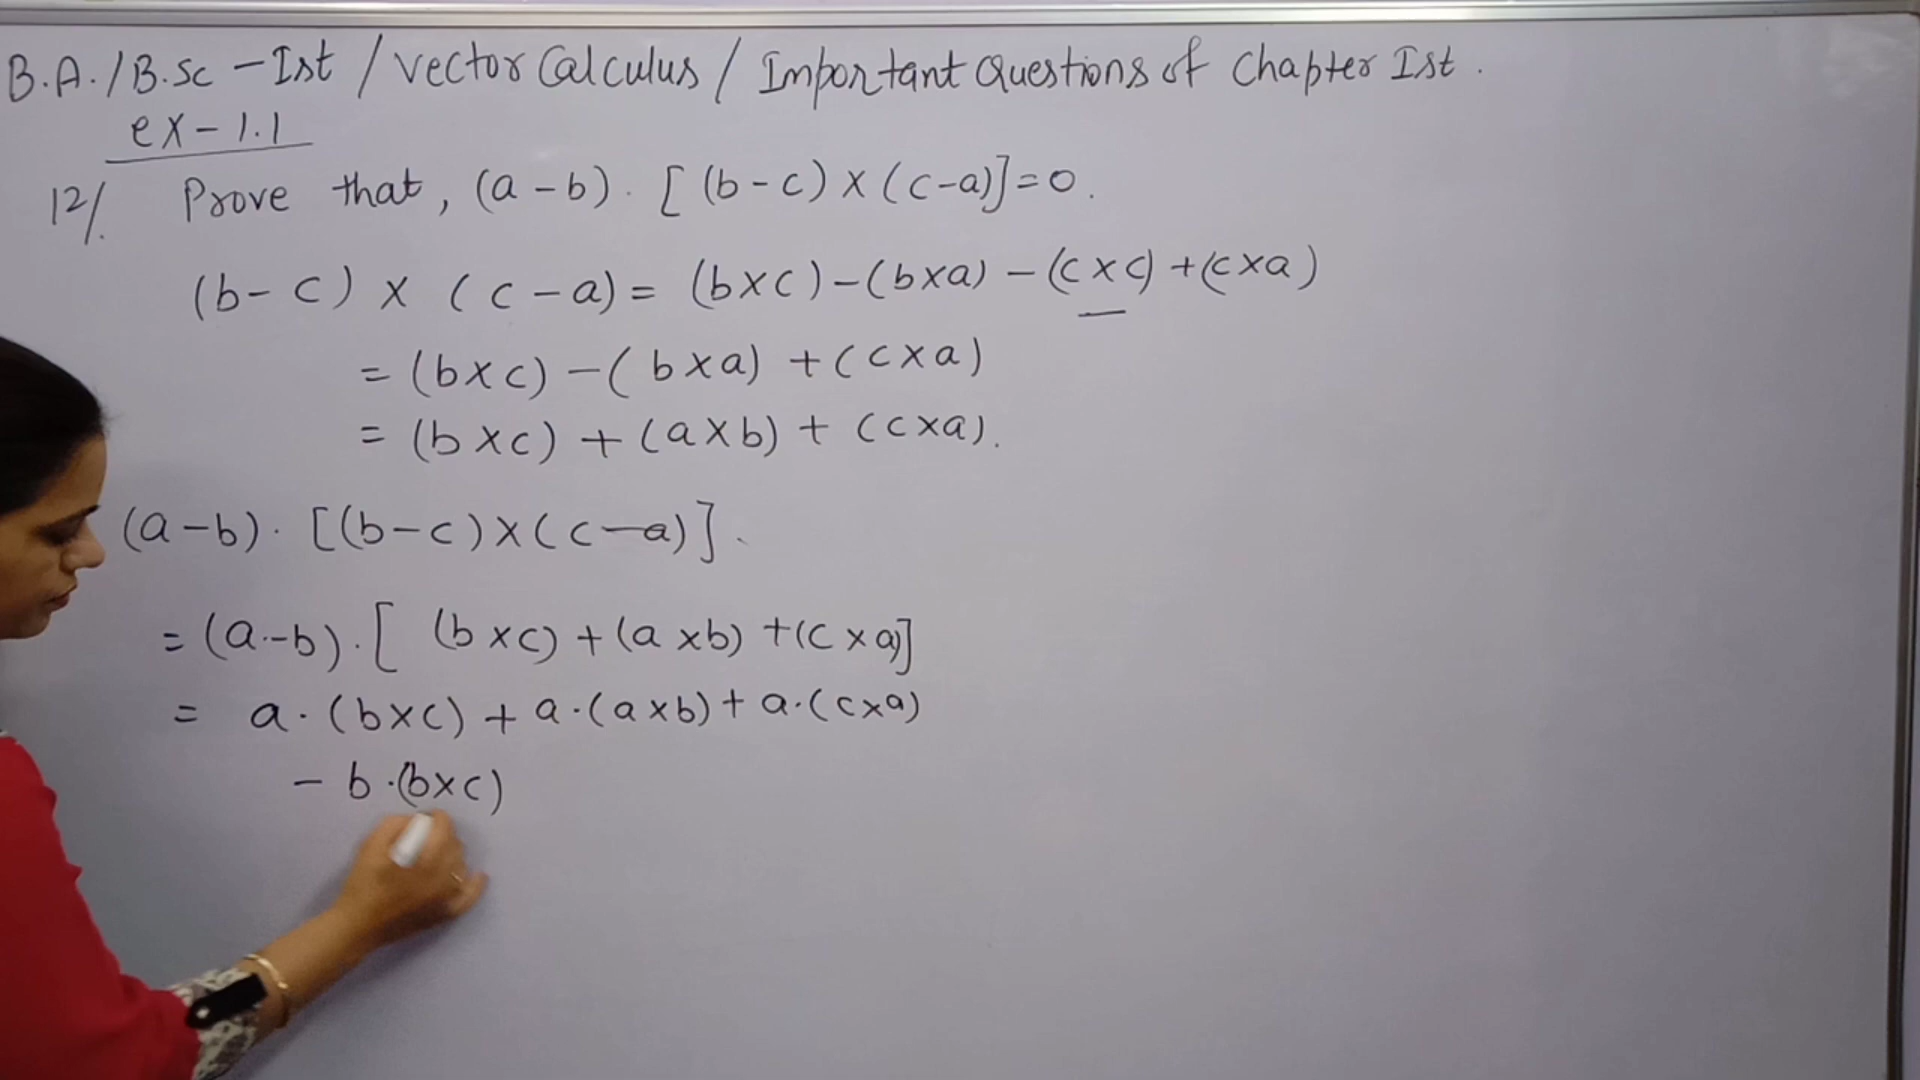 B.A./B.Sc - Ist / Vector Calculus / Important Questions of Chapter Ist.
ex - 1.1
12/. Prove that, (a - b) · [(b - c) × (c - a)] = 0.
(b - c) × (c - a) = (b × c) - (b × a) - (c × c) + (c × a)
= (b × c) - (b × a) + (c × a)
= (b × c) + (a × b) + (c × a).
(a - b) · [(b - c) × (c - a)].
= (a - b) · [(b × c) + (a × b) + (c × a)]
= a · (b × c) + a · (a × b) + a · (c × a)
- b · (b × c)